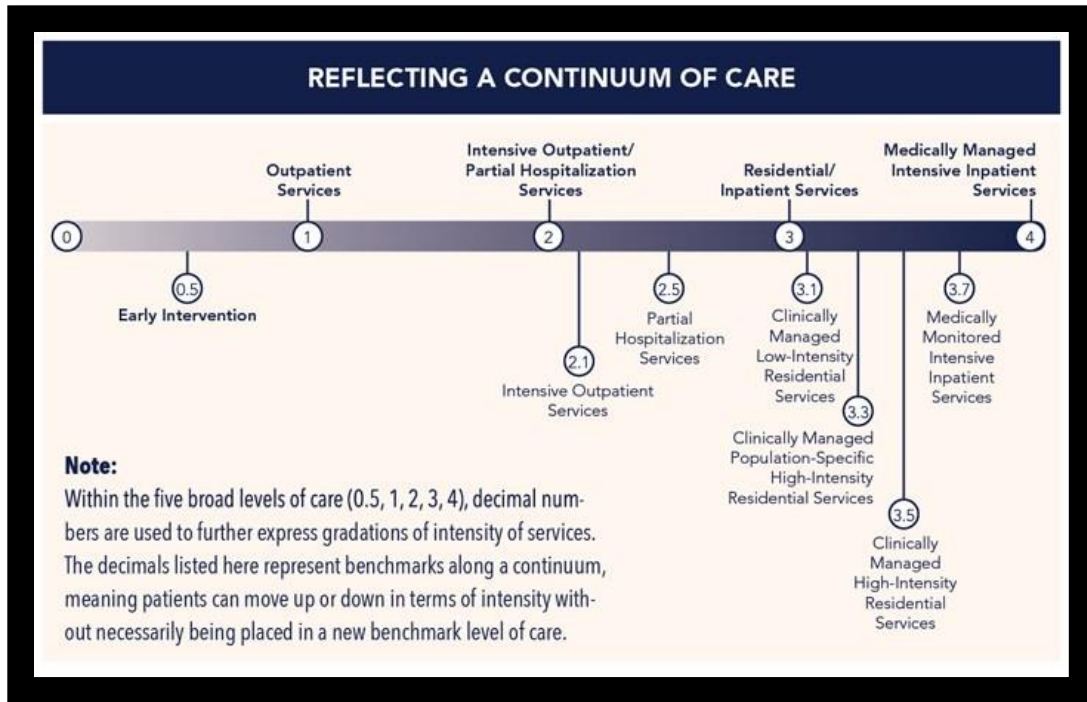 REFLECTING A CONTINUUM OF CARE
Outpatient
Services
Intensive Outpatient/
Partial Hospitalization
Services
Residential/
Inpatient Services
Medically Managed
Intensive Inpatient
Services
0
1
2
3
4
0.5
Early Intervention
2.1
Intensive Outpatient
Services
2.5
Partial
Hospitalization
Services
3.1
Clinically
Managed
Low-Intensity
Residential
Services
3.3
Clinically Managed
Population-Specific
High-Intensity
Residential Services
3.5
Clinically
Managed
High-Intensity
Residential
Services
3.7
Medically
Monitored
Intensive
Inpatient
Services
Note:
Within the five broad levels of care (0.5, 1, 2, 3, 4), decimal num-
bers are used to further express gradations of intensity of services.
The decimals listed here represent benchmarks along a continuum,
meaning patients can move up or down in terms of intensity with-
out necessarily being placed in a new benchmark level of care.